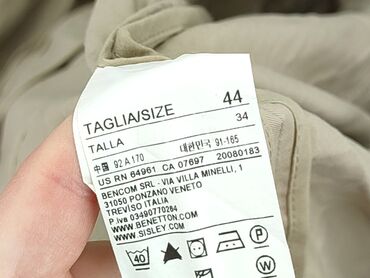 TAGLIA/SIZE 44
TALLA 34
中国 92 A 170 대한민국 91-165
US RN 64961 CA 07697 20080183
BENCOM SRL - VIA VILLA MINELLI, 1
31050 PONZANO VENETO
TREVISO ITALIA
P iva 03490770264
WWW.BENETTON.COM
WWW.SISLEY.COM
40 P W